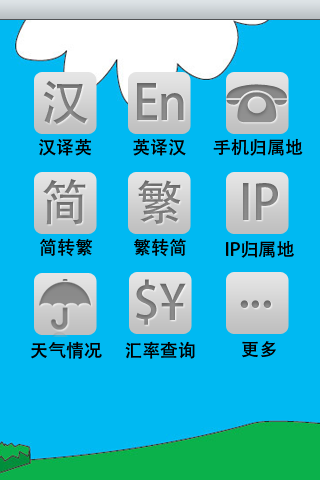 汉 En
汉译英 英译汉 手机归属地
简 繁 IP
简转繁 繁转简 IP归属地
$¥
天气情况 汇率查询 更多